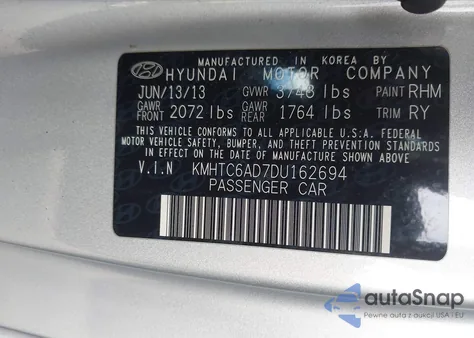 MANUFACTURED IN KOREA BY
HYUNDAI MOTOR COMPANY
JUN/13/13 GVWR 3748 lbs PAINT RHM
GAWR FRONT 2072 lbs GAWR REAR 1764 lbs TRIM RY
THIS VEHICLE CONFORMS TO ALL APPLICABLE U.S.A. FEDERAL
MOTOR VEHICLE SAFETY, BUMPER, AND THEFT PREVENTION STANDARDS
IN EFFECT ON THE DATE OF MANUFACTURE SHOWN ABOVE.
V.I.N KMHTC6AD7DU162694
PASSENGER CAR
autoSnap
Pewne auta z USA i EU